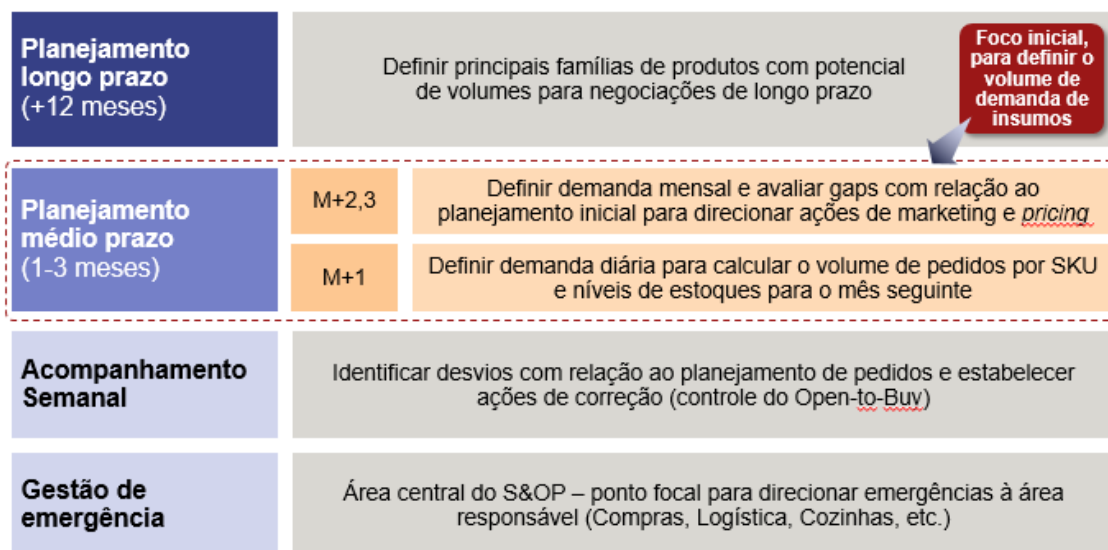 Planejamento
longo prazo
(+12 meses)
Definir principais famílias de produtos com potencial
de volumes para negociações de longo prazo
Foco inicial,
para definir o
volume de
demanda de
insumos
Planejamento
médio prazo
(1-3 meses)
M+2,3
Definir demanda mensal e avaliar gaps com relação ao
planejamento inicial para direcionar ações de marketing e pricing
M+1
Definir demanda diária para calcular o volume de pedidos por SKU
e níveis de estoques para o mês seguinte
Acompanhamento
Semanal
Identificar desvios com relação ao planejamento de pedidos e estabelecer
ações de correção (controle do Open-to-Buy)
Gestão de
emergência
Área central do S&OP – ponto focal para direcionar emergências à área
responsável (Compras, Logística, Cozinhas, etc.)